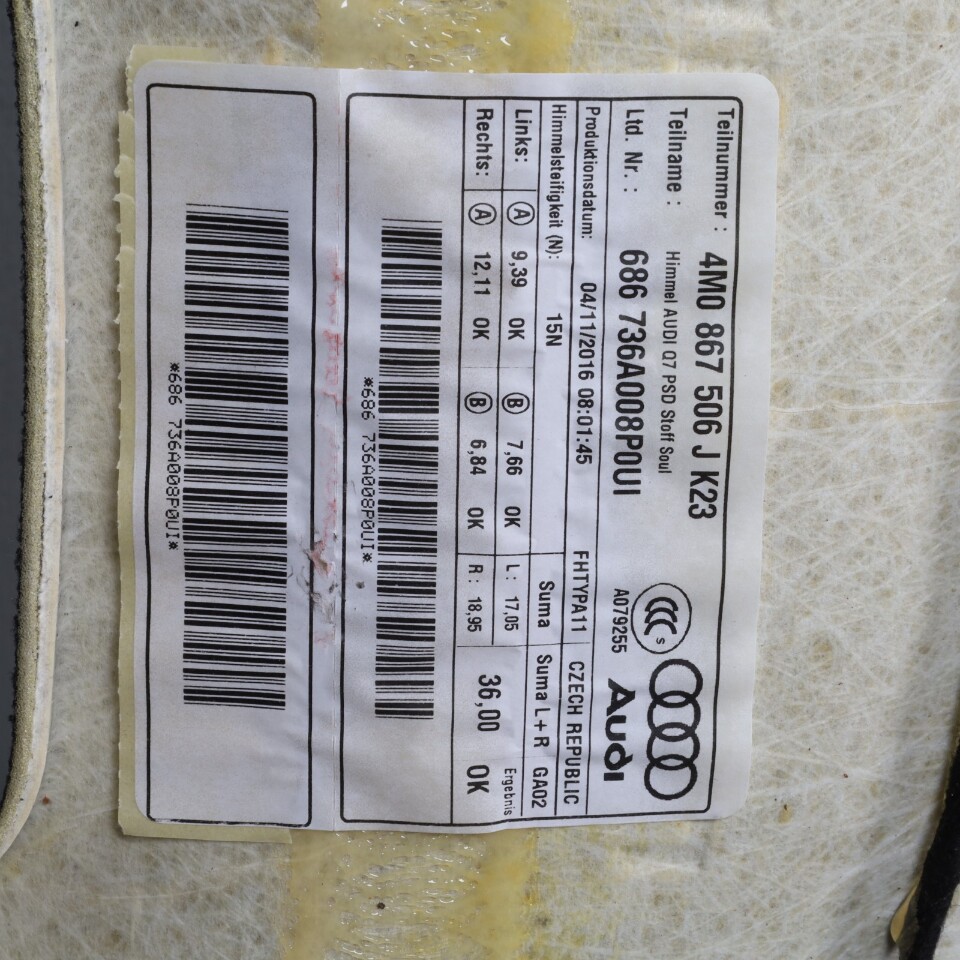 Teilnummer : 4M0 867 506 J K23
Teilname : Himmel AUDI Q7 PSD Stoff Soul
Ltd. Nr. : 686 736A008P0UI
CCC S
A079255
Audi
Produktionsdatum: 04/11/2016 08:01:45 FHTYPA11 CZECH REPUBLIC
Himmelsteifigkeit (N): 15N Suma Suma L+R GA02
Links: A 9,39 OK B 7,66 OK L: 17,05 Ergebnis
Rechts: A 12,11 OK B 6,84 OK R: 18,95 36,00 OK
*686 736A008P0UI*
*686 736A008P0UI*